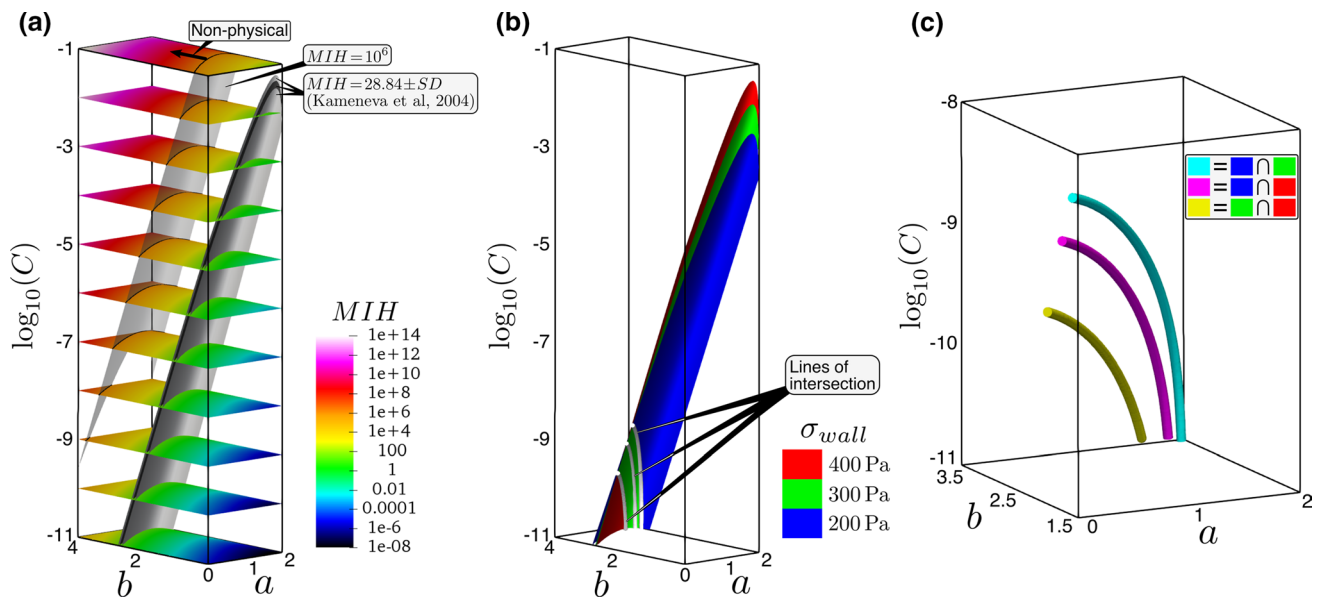 (a)
Non-physical
MIH = 10^6
MIH = 28.84 ± SD
(Kameneva et al, 2004)
log10(C)
-1
-3
-5
-7
-9
-11
4
2
0
b
0
1
2
a
MIH
1e+14
1e+12
1e+10
1e+8
1e+6
1e+4
100
1
0.01
0.0001
1e-6
1e-08
(b)
log10(C)
-1
-3
-5
-7
-9
-11
4
2
0
b
1
2
a
Lines of
intersection
σwall
400 Pa
300 Pa
200 Pa
(c)
log10(C)
-8
-9
-10
-11
3.5
2.5
1.5
b
0
1
2
a
= ∩
= ∩
= ∩